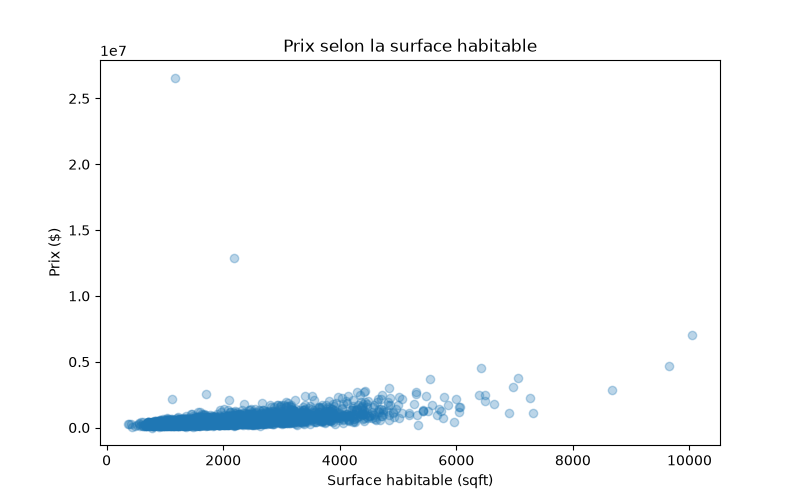 Prix selon la surface habitable
1e7
2.5
2.0
1.5
1.0
0.5
0.0
Prix ($)
0 2000 4000 6000 8000 10000
Surface habitable (sqft)